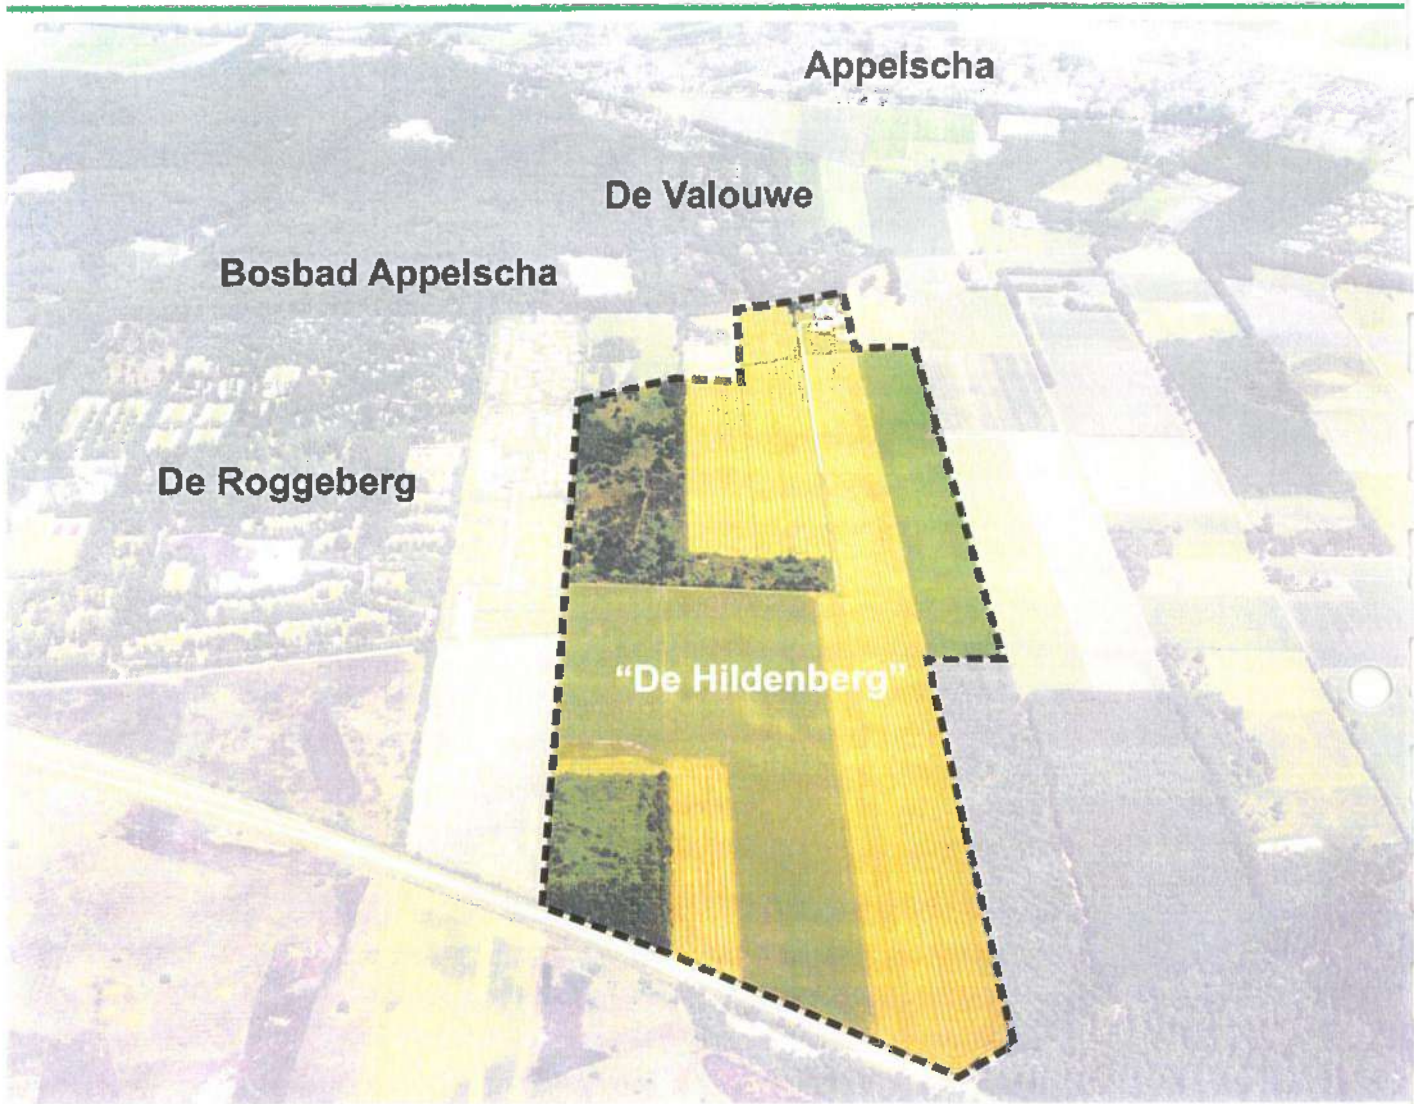 Appelscha
De Valouwe
Bosbad Appelscha
De Roggeberg
“De Hildenberg”